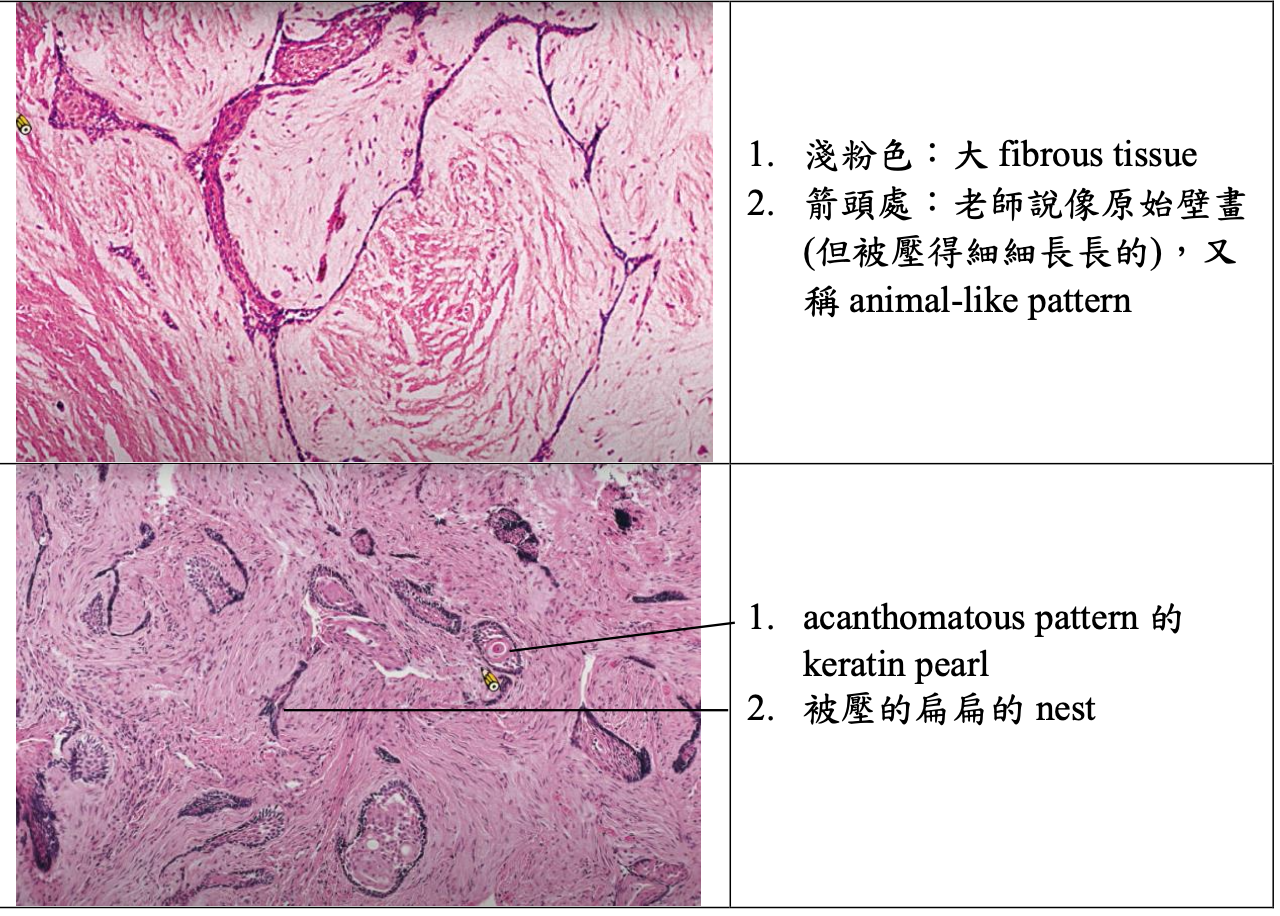 1. 淺粉色：大 fibrous tissue
2. 箭頭處：老師說像原始壁畫
(但被壓得細細長長的)，又
稱 animal-like pattern
1. acanthomatous pattern 的
keratin pearl
2. 被壓的扁扁的 nest